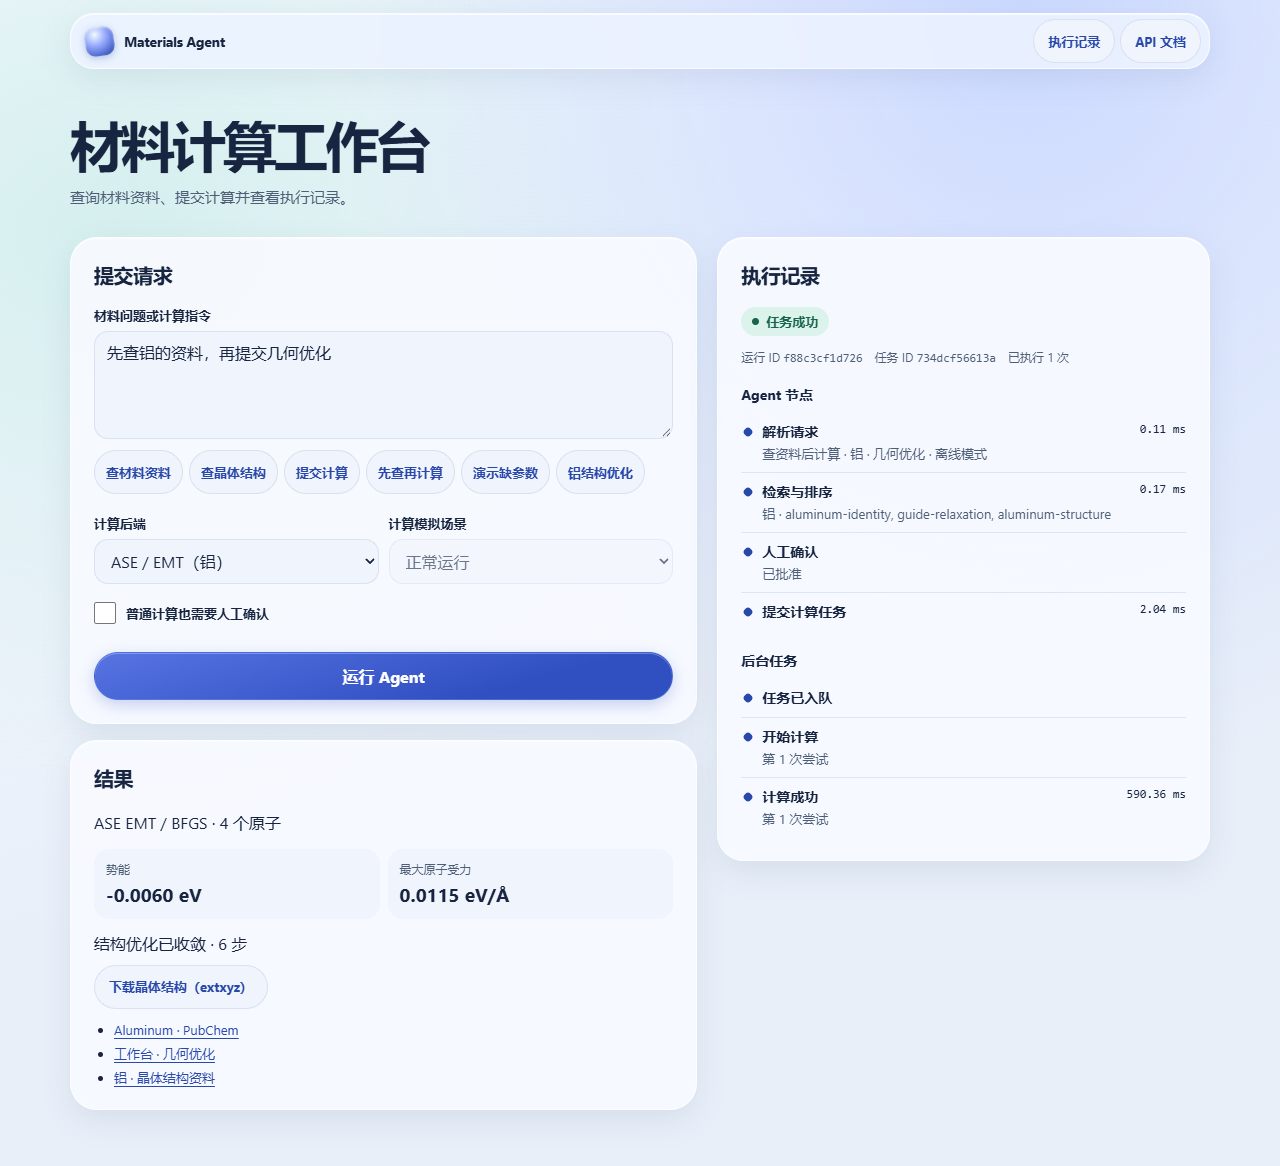 Materials Agent
执行记录
API 文档
材料计算工作台
查询材料资料、提交计算并查看执行记录。
提交请求
材料问题或计算指令
先查铝的资料，再提交几何优化
查材料资料
查晶体结构
提交计算
先查再计算
演示缺参数
铝结构优化
计算后端
计算模拟场景
ASE / EMT（铝）
正常运行
普通计算也需要人工确认
运行 Agent
结果
ASE EMT / BFGS · 4 个原子
势能
-0.0060 eV
最大原子受力
0.0115 eV/Å
结构优化已收敛 · 6 步
下载晶体结构（extxyz）
Aluminum · PubChem
工作台 · 几何优化
铝 · 晶体结构资料
执行记录
任务成功
运行 ID f88c3cf1d726 任务 ID 734dcf56613a 已执行 1 次
Agent 节点
解析请求 0.11 ms
查资料后计算 · 铝 · 几何优化 · 离线模式
检索与排序 0.17 ms
铝 · aluminum-identity, guide-relaxation, aluminum-structure
人工确认
已批准
提交计算任务 2.04 ms
后台任务
任务已入队
开始计算
第 1 次尝试
计算成功 590.36 ms
第 1 次尝试